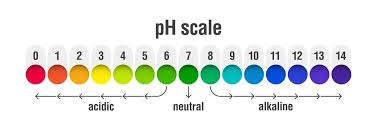 pH scale
0 1 2 3 4 5 6 7 8 9 10 11 12 13 14
acidic neutral alkaline